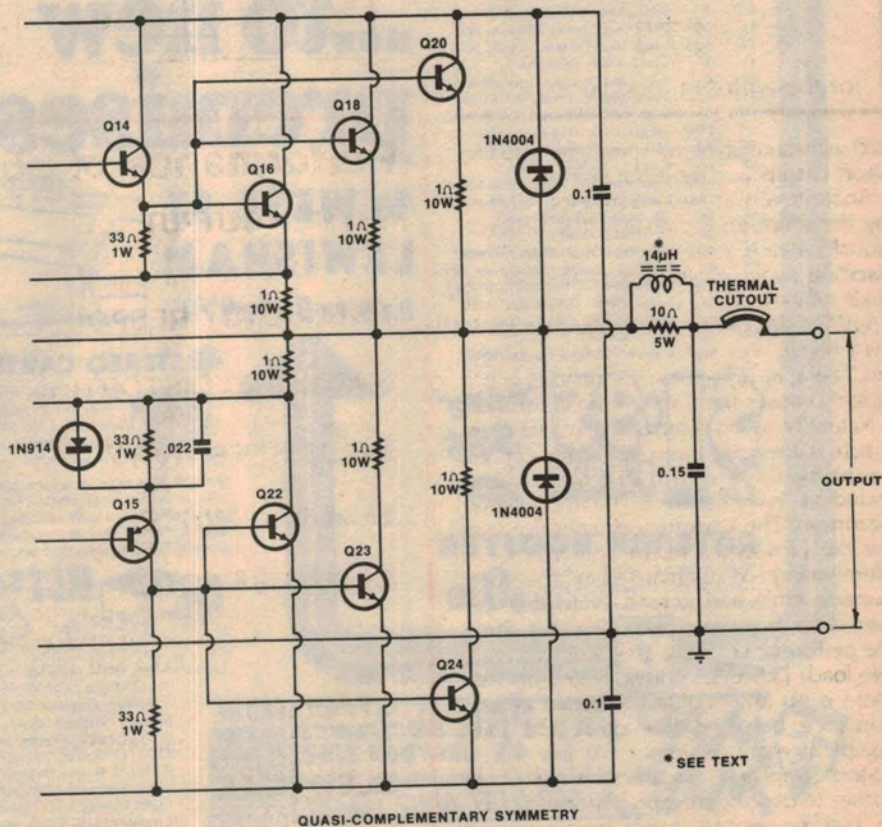 Q20
Q18
Q14
1N4004
Q16
1Ω
10W
0.1
1Ω
10W
33Ω
1W
*
14µH
THERMAL
CUTOUT
1Ω
10W
10Ω
5W
1Ω
10W
1N914
33Ω
1W
.022
1Ω
10W
1Ω
10W
0.15
OUTPUT
Q15
Q22
1N4004
Q23
Q24
33Ω
1W
0.1
*SEE TEXT
QUASI-COMPLEMENTARY SYMMETRY